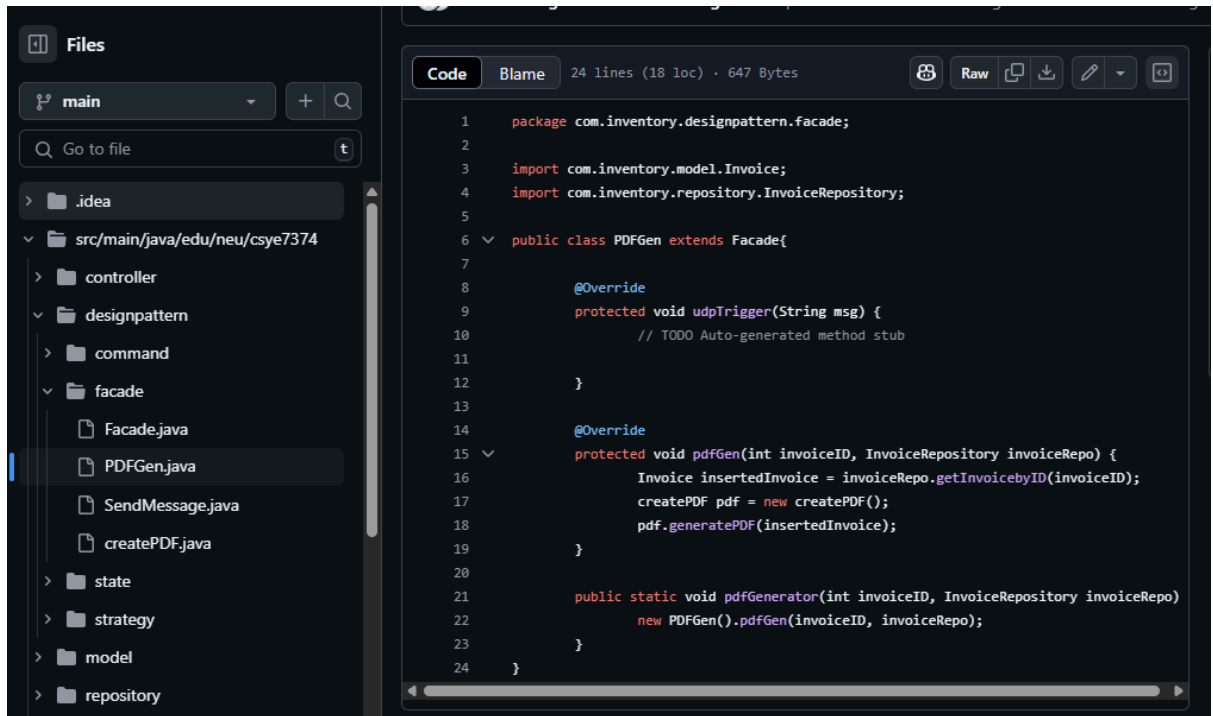 Files
main
Go to file
t
.idea
src/main/java/edu/neu/csye7374
controller
designpattern
command
facade
Facade.java
PDFGen.java
SendMessage.java
createPDF.java
state
strategy
model
repository
Code Blame 24 lines (18 loc) · 647 Bytes Raw
1 package com.inventory.designpattern.facade;
2
3 import com.inventory.model.Invoice;
4 import com.inventory.repository.InvoiceRepository;
5
6 public class PDFGen extends Facade{
7
8 @Override
9 protected void udpTrigger(String msg) {
10 // TODO Auto-generated method stub
11
12 }
13
14 @Override
15 protected void pdfGen(int invoiceID, InvoiceRepository invoiceRepo) {
16 Invoice insertedInvoice = invoiceRepo.getInvoicebyID(invoiceID);
17 createPDF pdf = new createPDF();
18 pdf.generatePDF(insertedInvoice);
19 }
20
21 public static void pdfGenerator(int invoiceID, InvoiceRepository invoiceRepo)
22 new PDFGen().pdfGen(invoiceID, invoiceRepo);
23 }
24 }